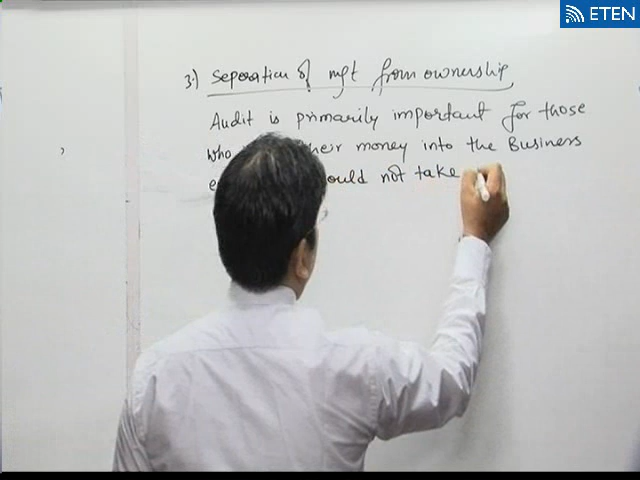 ETEN
3.) Seperation of mgt from ownership
Audit is primarily important for those
who their money into the Business
ould not take